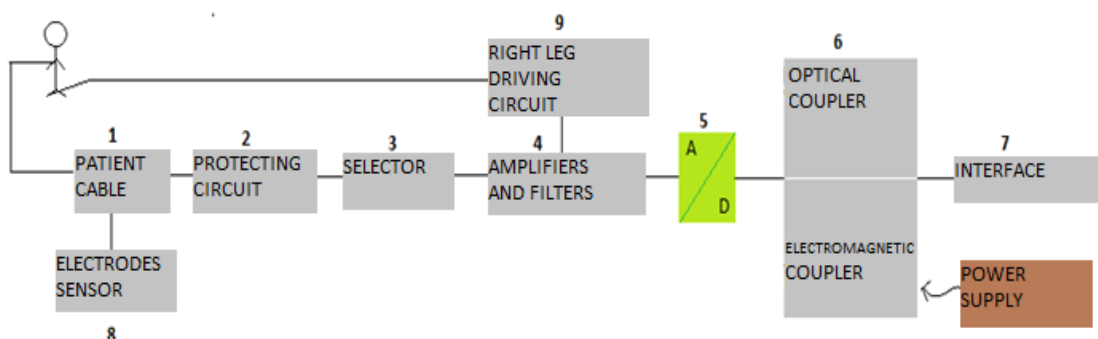 9
RIGHT LEG
DRIVING
CIRCUIT
6
OPTICAL
COUPLER
1
PATIENT
CABLE
2
PROTECTING
CIRCUIT
3
SELECTOR
4
AMPLIFIERS
AND FILTERS
5
A
D
7
INTERFACE
ELECTRODES
SENSOR
8
ELECTROMAGNETIC
COUPLER
POWER
SUPPLY